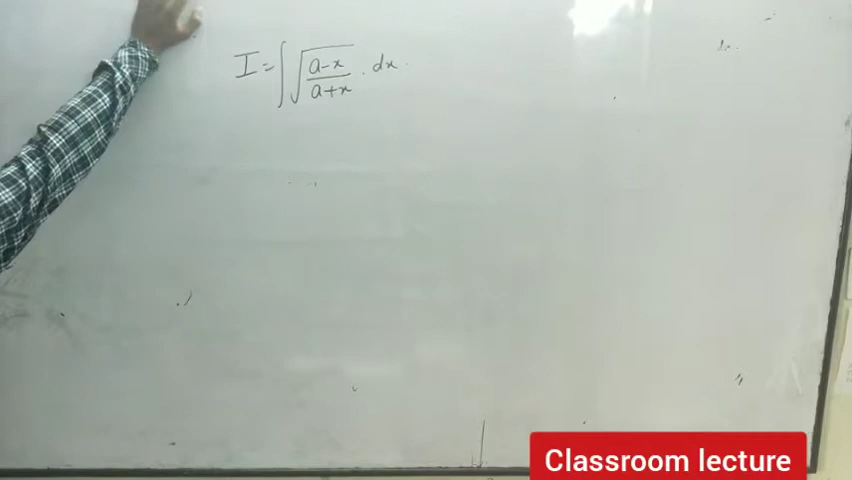 I = ∫ √((a-x)/(a+x)) . dx.
Classroom lecture